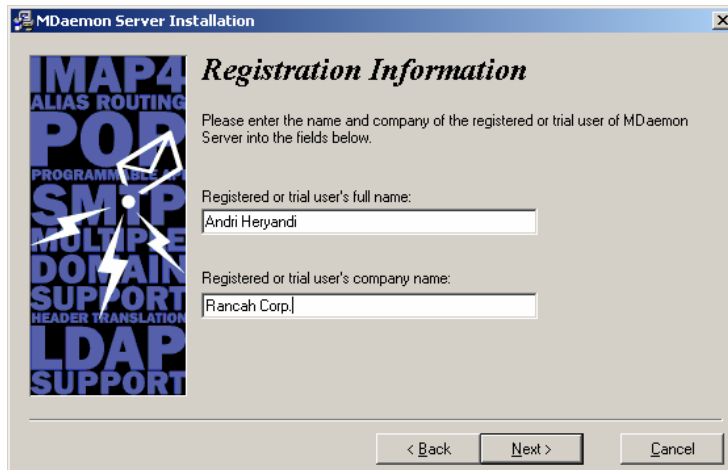 MDaemon Server Installation
IMAP4
ALIAS ROUTING
POP
PROGRAMMABLE API
SMTP
MULTIPLE
DOMAIN
SUPPORT
HEADER TRANSLATION
LDAP
SUPPORT
Registration Information
Please enter the name and company of the registered or trial user of MDaemon
Server into the fields below.
Registered or trial user's full name:
Andri Heryandi
Registered or trial user's company name:
Rancah Corp.
< Back
Next >
Cancel